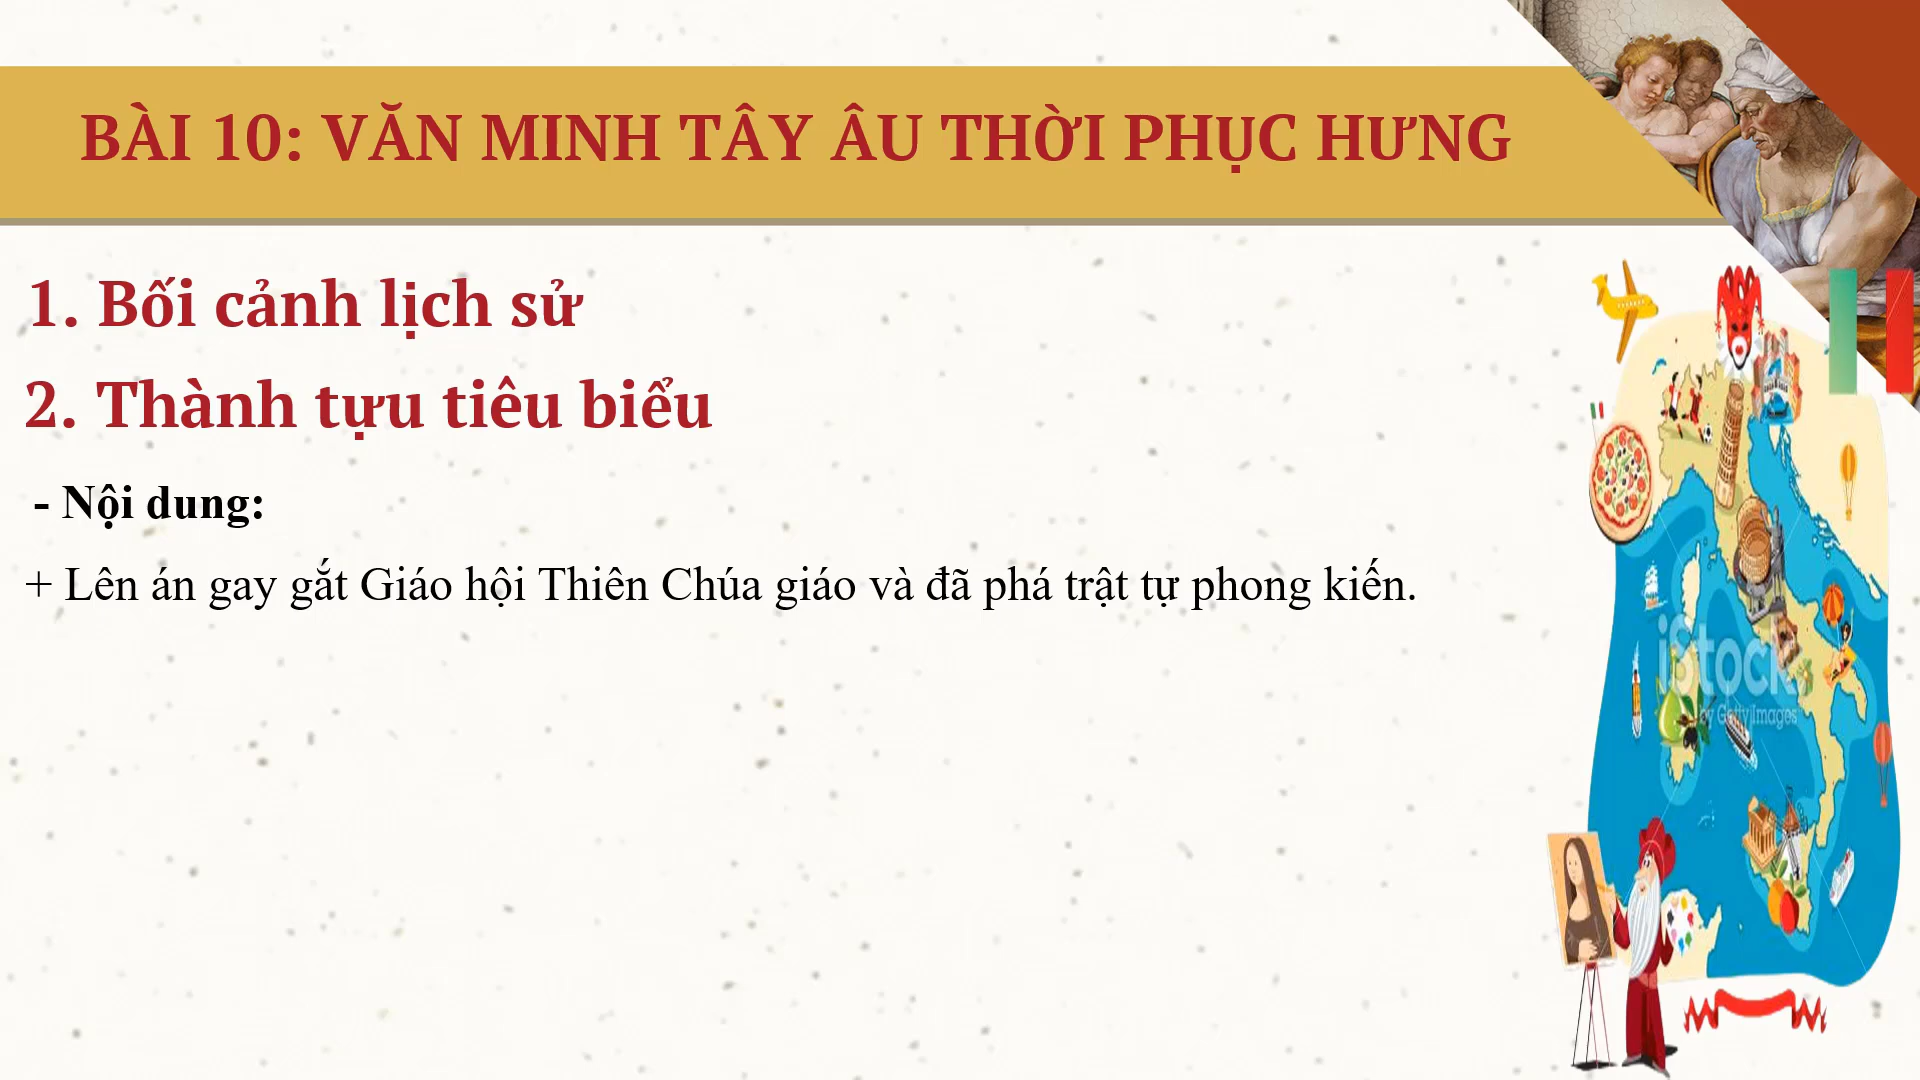 BÀI 10: VĂN MINH TÂY ÂU THỜI PHỤC HƯNG
1. Bối cảnh lịch sử
2. Thành tựu tiêu biểu
- Nội dung:
+ Lên án gay gắt Giáo hội Thiên Chúa giáo và đã phá trật tự phong kiến.
iStock
by Getty Images